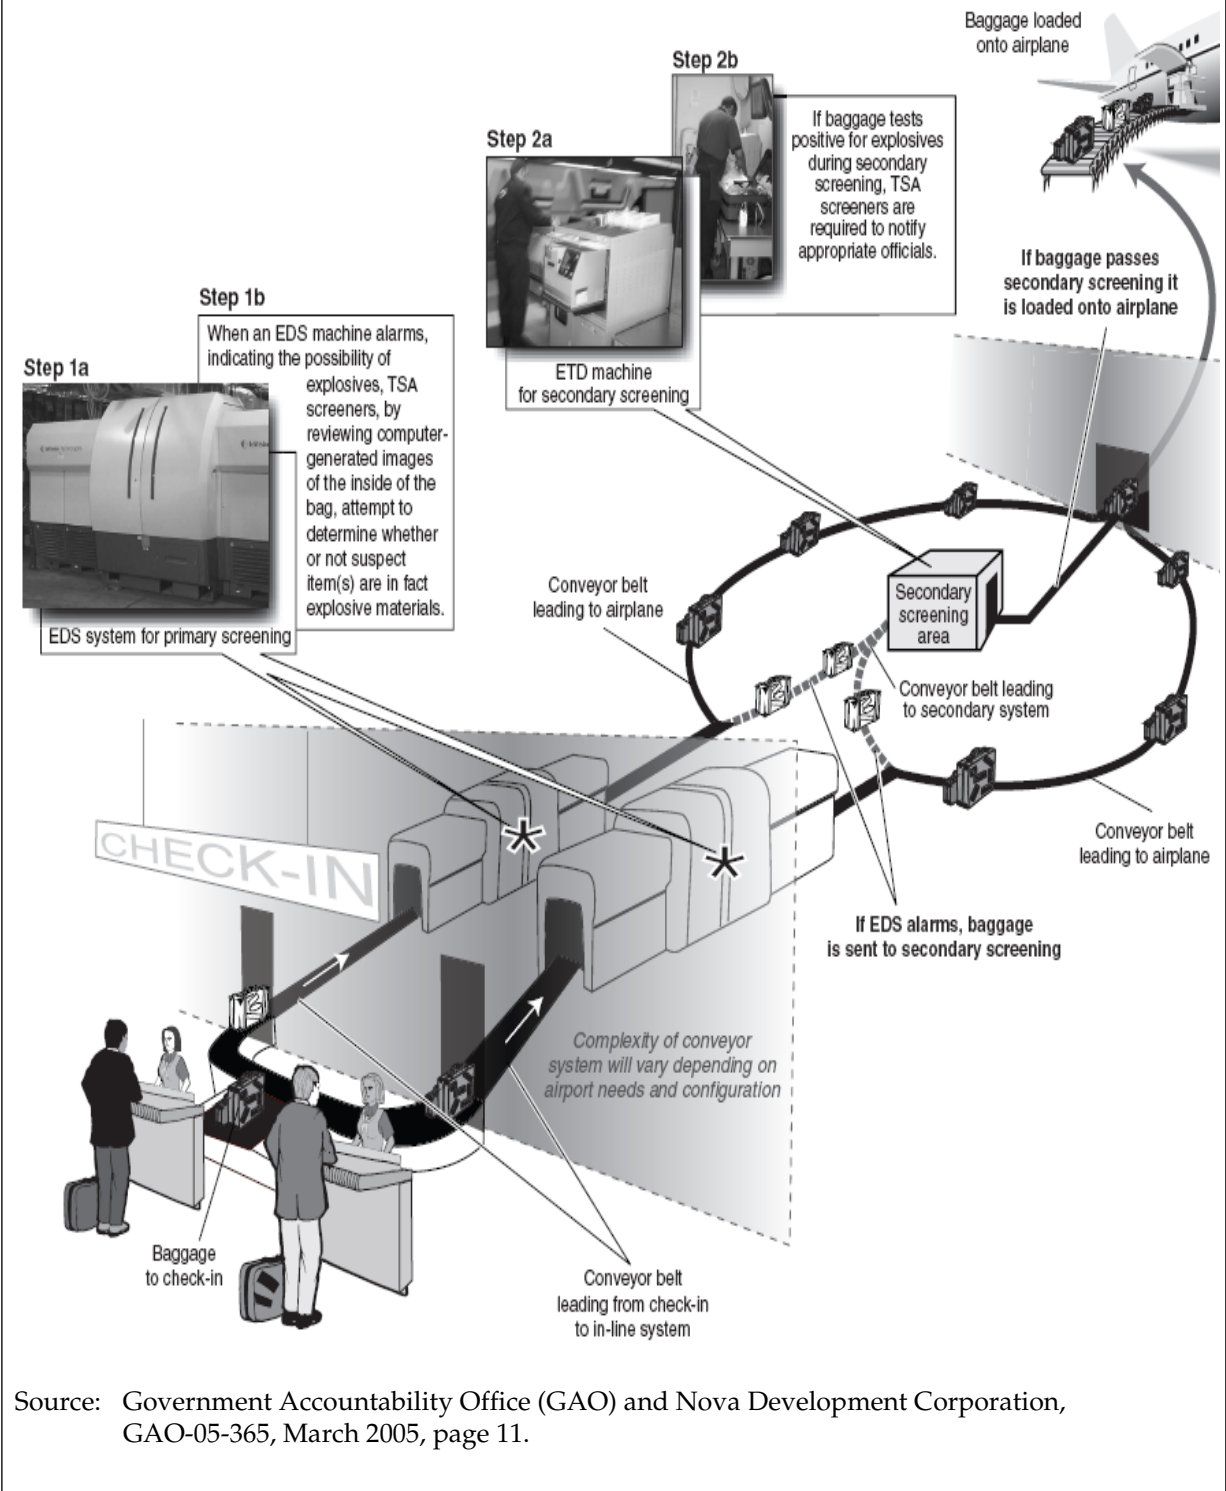 Baggage loaded
onto airplane
Step 2b
If baggage tests
positive for explosives
during secondary
screening, TSA
screeners are
required to notify
appropriate officials.
Step 2a
ETD machine
for secondary screening
If baggage passes
secondary screening it
is loaded onto airplane
Step 1b
When an EDS machine alarms,
indicating the possibility of
explosives, TSA
screeners, by
reviewing computer-
generated images
of the inside of the
bag, attempt to
determine whether
or not suspect
item(s) are in fact
explosive materials.
Step 1a
EDS system for primary screening
Conveyor belt
leading to airplane
Secondary
screening
area
Conveyor belt leading
to secondary system
Conveyor belt
leading to airplane
If EDS alarms, baggage
is sent to secondary screening
CHECK-IN
Complexity of conveyor
system will vary depending on
airport needs and configuration
Baggage
to check-in
Conveyor belt
leading from check-in
to in-line system
Source: Government Accountability Office (GAO) and Nova Development Corporation,
GAO-05-365, March 2005, page 11.